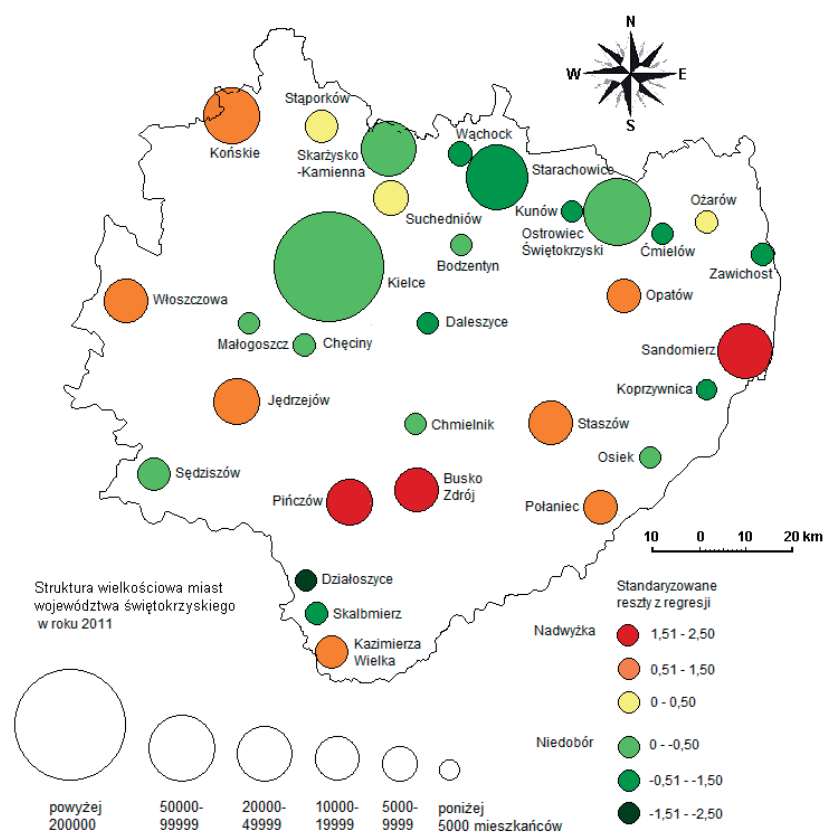 N
W
E
S
Stąporków
Końskie
Skarżysko
-Kamienna
Wąchock
Starachowice
Suchedniów
Kunów
Ostrowiec
Świętokrzyski
Ożarów
Ćmielów
Zawichost
Bodzentyn
Kielce
Włoszczowa
Opatów
Małogoszcz
Chęciny
Daleszyce
Sandomierz
Koprzywnica
Jędrzejów
Chmielnik
Staszów
Osiek
Sędziszów
Pińczów
Busko
Zdrój
Połaniec
10 0 10 20 km
Działoszyce
Skalbmierz
Kazimierza
Wielka
Struktura wielkościowa miast
województwa świętokrzyskiego
w roku 2011
Standaryzowane
reszty z regresji
Nadwyżka
1,51 - 2,50
0,51 - 1,50
0 - 0,50
Niedobór
0 - -0,50
-0,51 - -1,50
-1,51 - -2,50
powyżej
200000
50000-
99999
20000-
49999
10000-
19999
5000-
9999
poniżej
5000 mieszkańców